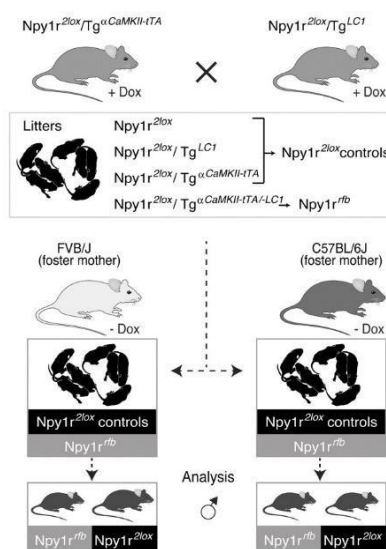 Npy1r2lox/TgαCaMKII-tTA
Npy1r2lox/TgLC1
+ Dox
+ Dox
Litters
Npy1r2lox
Npy1r2lox/ TgLC1
Npy1r2lox/ TgαCaMKII-tTA
Npy1r2lox controls
Npy1r2lox/ TgαCaMKII-tTA/-LC1
Npy1rrfb
FVB/J
(foster mother)
C57BL/6J
(foster mother)
- Dox
- Dox
Npy1r2lox controls
Npy1rrfb
Npy1r2lox controls
Npy1rrfb
Analysis
Npy1rrfb Npy1r2lox
Npy1rrfb Npy1r2lox